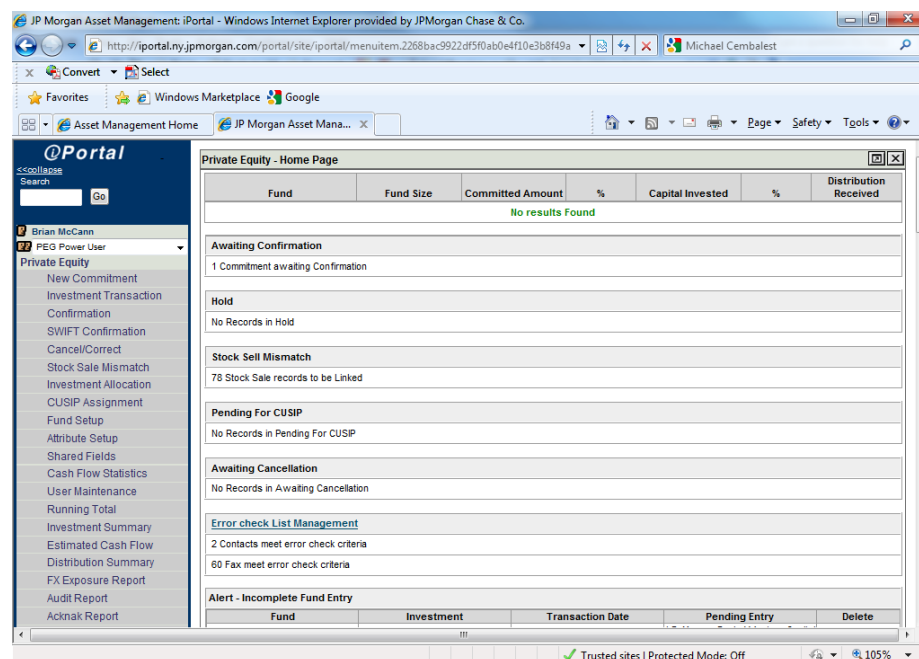 JP Morgan Asset Management: iPortal - Windows Internet Explorer provided by JPMorgan Chase & Co.
http://iportal.ny.jpmorgan.com/portal/site/iportal/menuitem.2268bac9922df5f0ab0e4f10e3b8f49a
Michael Cembalest
x Convert Select
Favorites Windows Marketplace Google
Asset Management Home
JP Morgan Asset Mana... X
Page Safety Tools
iPortal
<<collapse
Search
Go
Brian McCann
PEG Power User
Private Equity
New Commitment
Investment Transaction
Confirmation
SWIFT Confirmation
Cancel/Correct
Stock Sale Mismatch
Investment Allocation
CUSIP Assignment
Fund Setup
Attribute Setup
Shared Fields
Cash Flow Statistics
User Maintenance
Running Total
Investment Summary
Estimated Cash Flow
Distribution Summary
FX Exposure Report
Audit Report
Acknak Report
Private Equity - Home Page
Fund Fund Size Committed Amount % Capital Invested % Distribution Received
No results Found
Awaiting Confirmation
1 Commitment awaiting Confirmation
Hold
No Records in Hold
Stock Sell Mismatch
78 Stock Sale records to be Linked
Pending For CUSIP
No Records in Pending For CUSIP
Awaiting Cancellation
No Records in Awaiting Cancellation
Error check List Management
2 Contacts meet error check criteria
60 Fax meet error check criteria
Alert - Incomplete Fund Entry
Fund Investment Transaction Date Pending Entry Delete
Trusted sites | Protected Mode: Off
105%